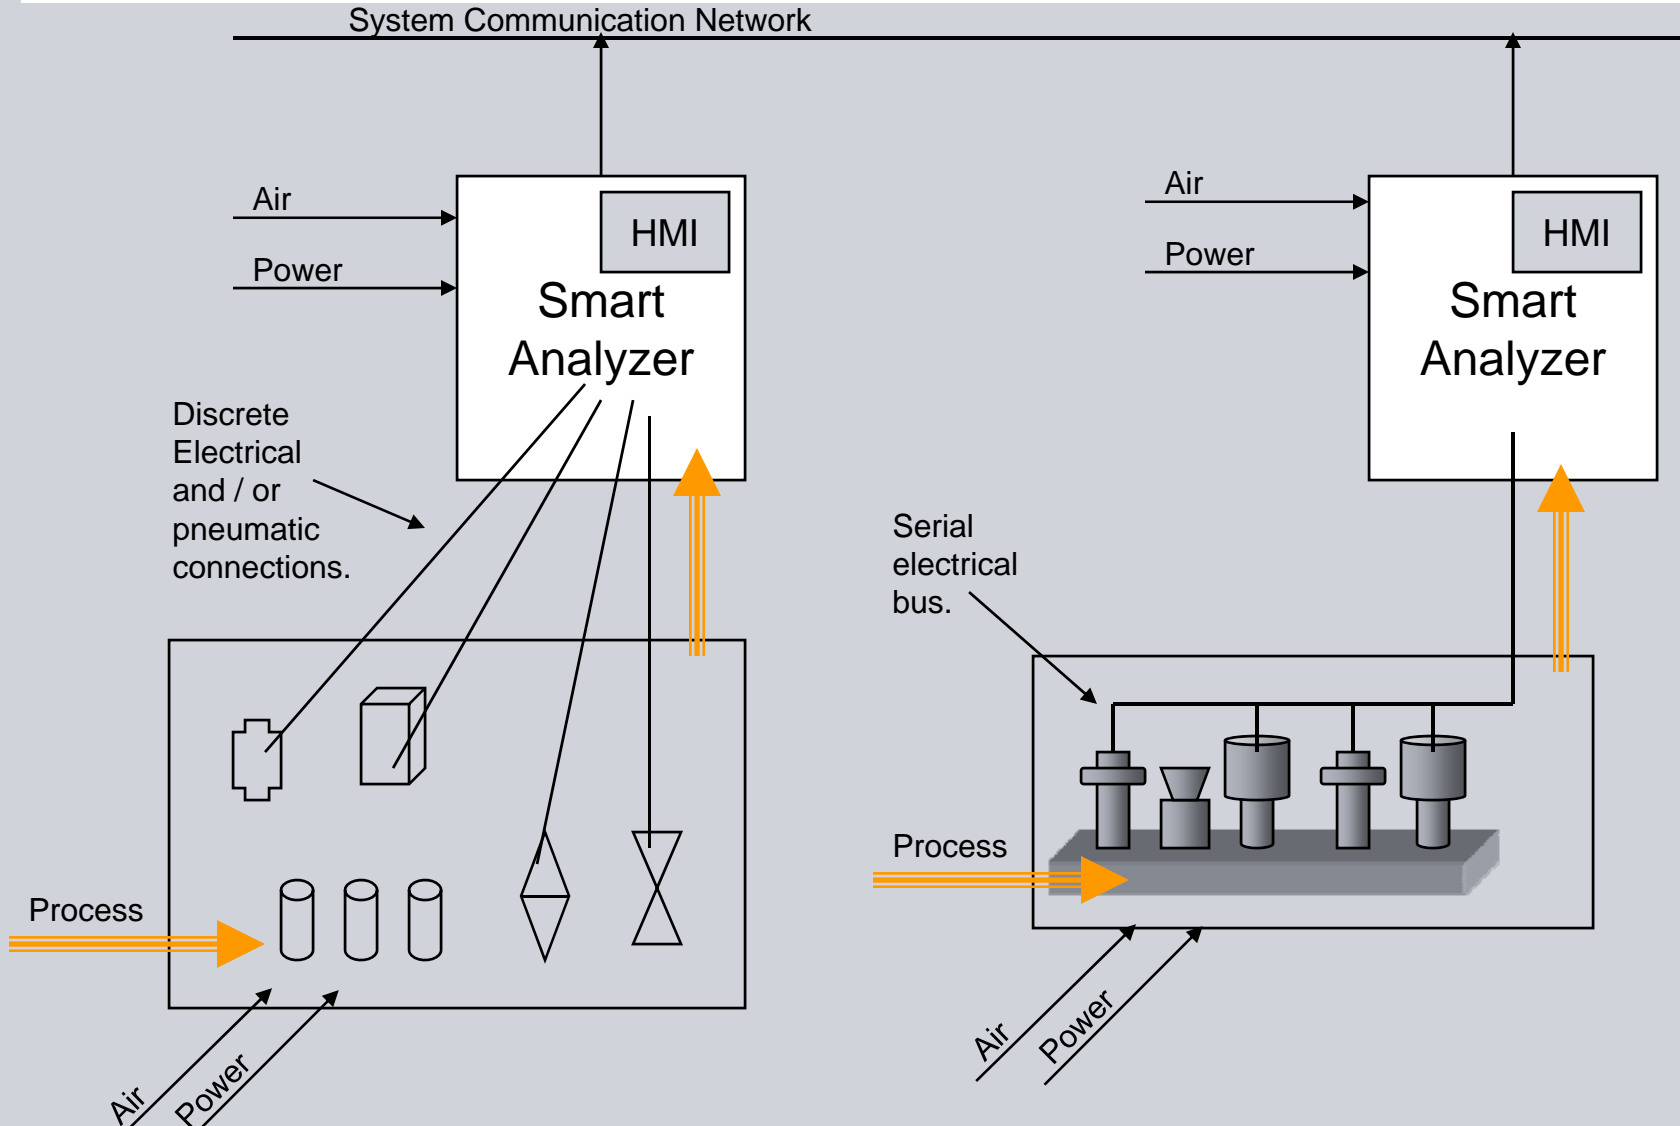 System Communication Network
Air
Power
HMI
Smart
Analyzer
Discrete
Electrical
and / or
pneumatic
connections.
Process
Air
Power
Air
Power
HMI
Smart
Analyzer
Serial
electrical
bus.
Process
Air
Power